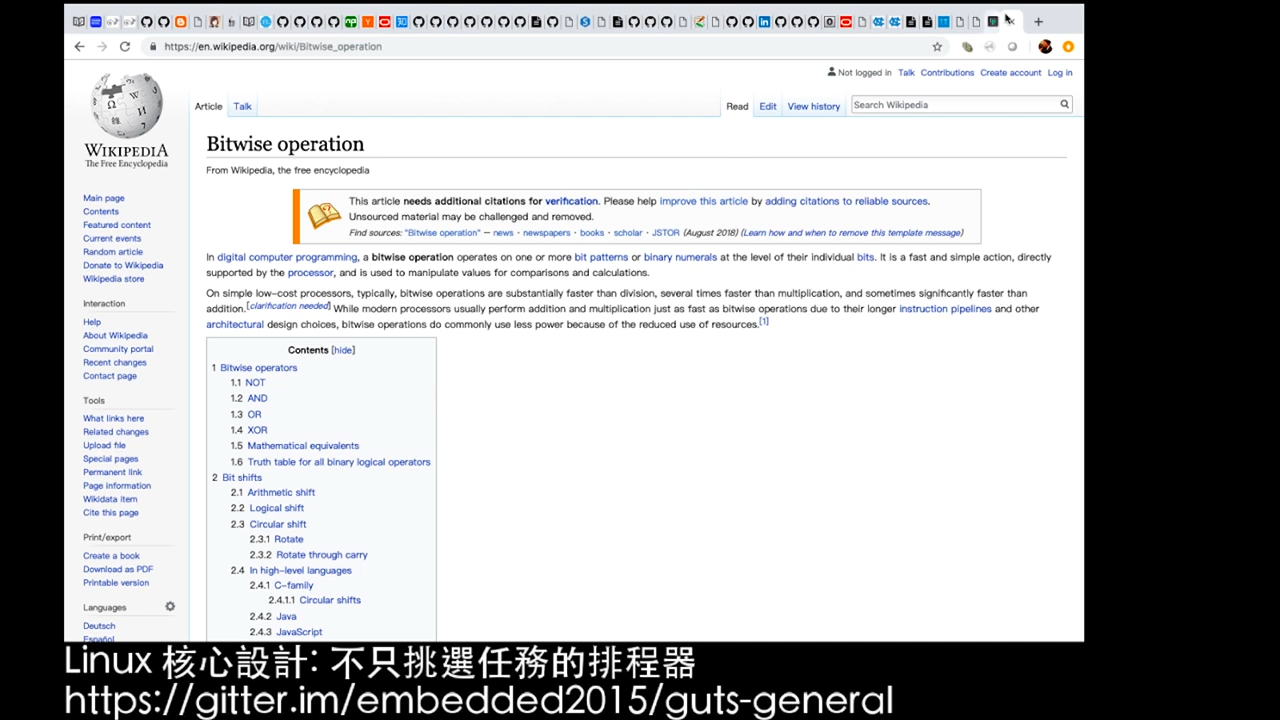 https://en.wikipedia.org/wiki/Bitwise_operation
Not logged in Talk Contributions Create account Log in
Article Talk
Read Edit View history
Search Wikipedia
WIKIPEDIA
The Free Encyclopedia
Main page
Contents
Featured content
Current events
Random article
Donate to Wikipedia
Wikipedia store
Interaction
Help
About Wikipedia
Community portal
Recent changes
Contact page
Tools
What links here
Related changes
Upload file
Special pages
Permanent link
Page information
Wikidata item
Cite this page
Print/export
Create a book
Download as PDF
Printable version
Languages
Deutsch
Español
Bitwise operation
From Wikipedia, the free encyclopedia
This article needs additional citations for verification. Please help improve this article by adding citations to reliable sources.
Unsourced material may be challenged and removed.
Find sources: "Bitwise operation" – news · newspapers · books · scholar · JSTOR (August 2018) (Learn how and when to remove this template message)
In digital computer programming, a bitwise operation operates on one or more bit patterns or binary numerals at the level of their individual bits. It is a fast and simple action, directly
supported by the processor, and is used to manipulate values for comparisons and calculations.
On simple low-cost processors, typically, bitwise operations are substantially faster than division, several times faster than multiplication, and sometimes significantly faster than
addition.[clarification needed] While modern processors usually perform addition and multiplication just as fast as bitwise operations due to their longer instruction pipelines and other
architectural design choices, bitwise operations do commonly use less power because of the reduced use of resources.[1]
Contents [hide]
1 Bitwise operators
1.1 NOT
1.2 AND
1.3 OR
1.4 XOR
1.5 Mathematical equivalents
1.6 Truth table for all binary logical operators
2 Bit shifts
2.1 Arithmetic shift
2.2 Logical shift
2.3 Circular shift
2.3.1 Rotate
2.3.2 Rotate through carry
2.4 In high-level languages
2.4.1 C-family
2.4.1.1 Circular shifts
2.4.2 Java
2.4.3 JavaScript
Linux 核心設計: 不只挑選任務的排程器
https://gitter.im/embedded2015/guts-general